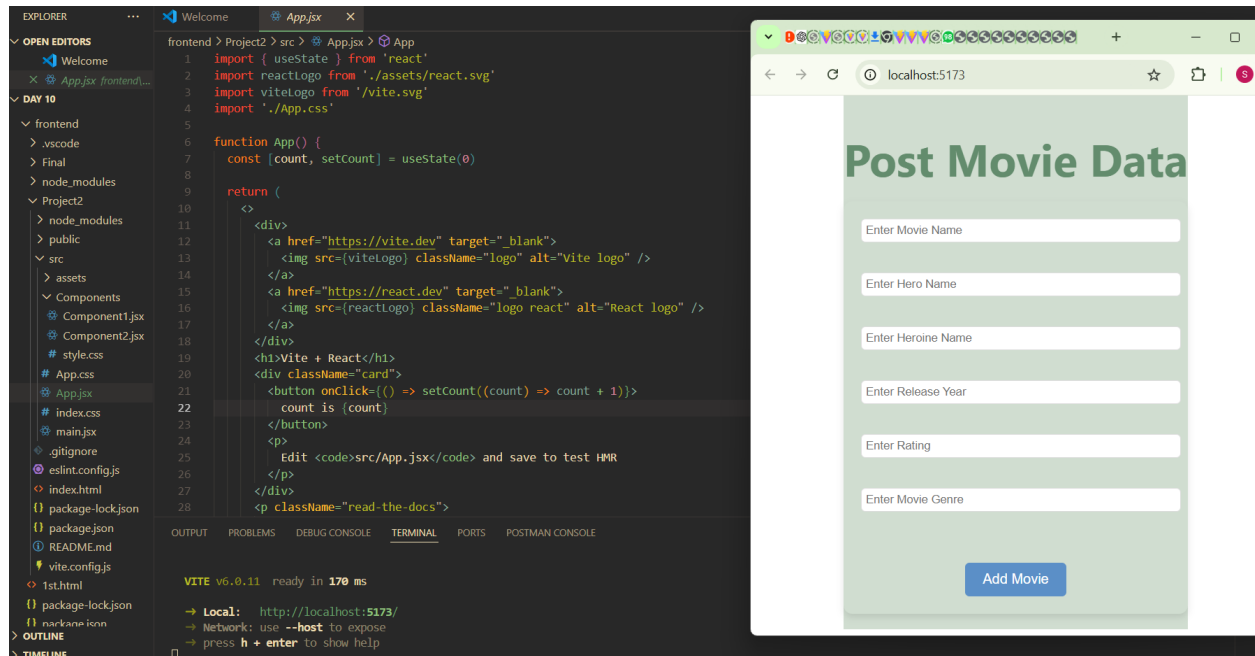 EXPLORER
OPEN EDITORS
Welcome
App.jsx frontend\...
DAY 10
frontend
.vscode
Final
node_modules
Project2
node_modules
public
src
assets
Components
Component1.jsx
Component2.jsx
style.css
App.css
App.jsx
index.css
main.jsx
.gitignore
eslint.config.js
index.html
package-lock.json
package.json
README.md
vite.config.js
1st.html
package-lock.json
package.json
OUTLINE
TIMELINE
Welcome App.jsx
frontend > Project2 > src > App.jsx > App
1 import { useState } from 'react'
2 import reactLogo from './assets/react.svg'
3 import viteLogo from '/vite.svg'
4 import './App.css'
5
6 function App() {
7 const [count, setCount] = useState(0)
8
9 return (
10 <>
11 <div>
12 <a href="https://vite.dev" target="_blank">
13 <img src={viteLogo} className="logo" alt="Vite logo" />
14 </a>
15 <a href="https://react.dev" target="_blank">
16 <img src={reactLogo} className="logo react" alt="React logo" />
17 </a>
18 </div>
19 <h1>Vite + React</h1>
20 <div className="card">
21 <button onClick={() => setCount((count) => count + 1)}>
22 count is {count}
23 </button>
24 <p>
25 Edit <code>src/App.jsx</code> and save to test HMR
26 </p>
27 </div>
28 <p className="read-the-docs">
OUTPUT PROBLEMS DEBUG CONSOLE TERMINAL PORTS POSTMAN CONSOLE
VITE v6.0.11 ready in 170 ms
→ Local: http://localhost:5173/
→ Network: use --host to expose
→ press h + enter to show help
localhost:5173
S
Post Movie Data
Enter Movie Name
Enter Hero Name
Enter Heroine Name
Enter Release Year
Enter Rating
Enter Movie Genre
Add Movie